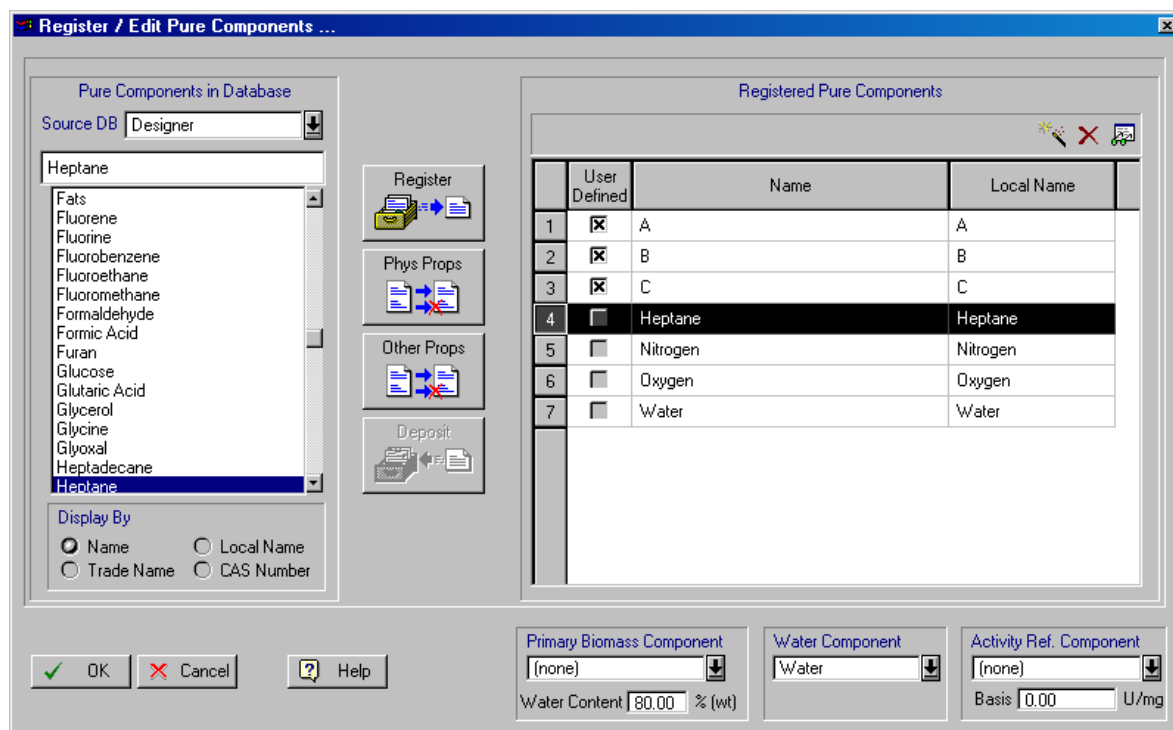 Register / Edit Pure Components ...
Pure Components in Database
Source DB Designer
Heptane
Fats
Fluorene
Fluorine
Fluorobenzene
Fluoroethane
Fluoromethane
Formaldehyde
Formic Acid
Furan
Glucose
Glutaric Acid
Glycerol
Glycine
Glyoxal
Heptadecane
Heptane
Display By
Name Local Name
Trade Name CAS Number
Register
Phys Props
Other Props
Deposit
Registered Pure Components
User Defined Name Local Name
1 A A
2 B B
3 C C
4 Heptane Heptane
5 Nitrogen Nitrogen
6 Oxygen Oxygen
7 Water Water
OK Cancel Help
Primary Biomass Component
(none)
Water Content 80.00 % (wt)
Water Component
Water
Activity Ref. Component
(none)
Basis 0.00 U/mg